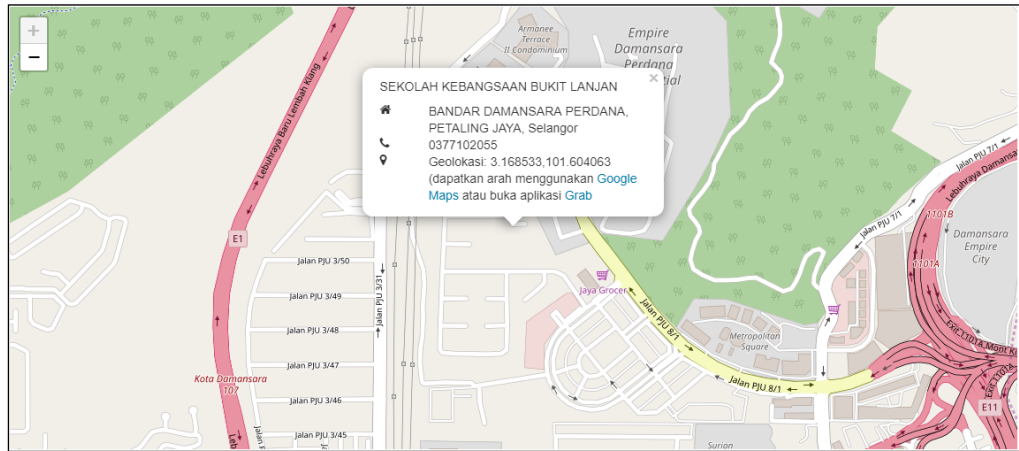 +
−
Armanee
Terrace
II Condominium
Empire
Damansara
Perdana
×
SEKOLAH KEBANGSAAN BUKIT LANJAN
BANDAR DAMANSARA PERDANA,
PETALING JAYA, Selangor
0377102055
Geolokasi: 3.168533,101.604063
(dapatkan arah menggunakan Google
Maps atau buka aplikasi Grab
Lebuhraya Baru Lembah Klang
E1
Jalan PJU 7/1
Lebuhraya Damansara
1101B
Jalan PJU 7/1
1101A
Damansara
Empire
City
Jalan PJU 3/50
Jalan PJU 3/31
Jalan PJU 3/49
Jaya Grocer
Jalan PJU 8/1
Jalan PJU 3/48
Metropolitan
Square
Exit 1101A
Jalan PJU 3/47
Kota Damansara
107
Jalan PJU 8/1
Exit 1101A
Jalan PJU 3/46
E11
Jalan PJU 3/45
Surian